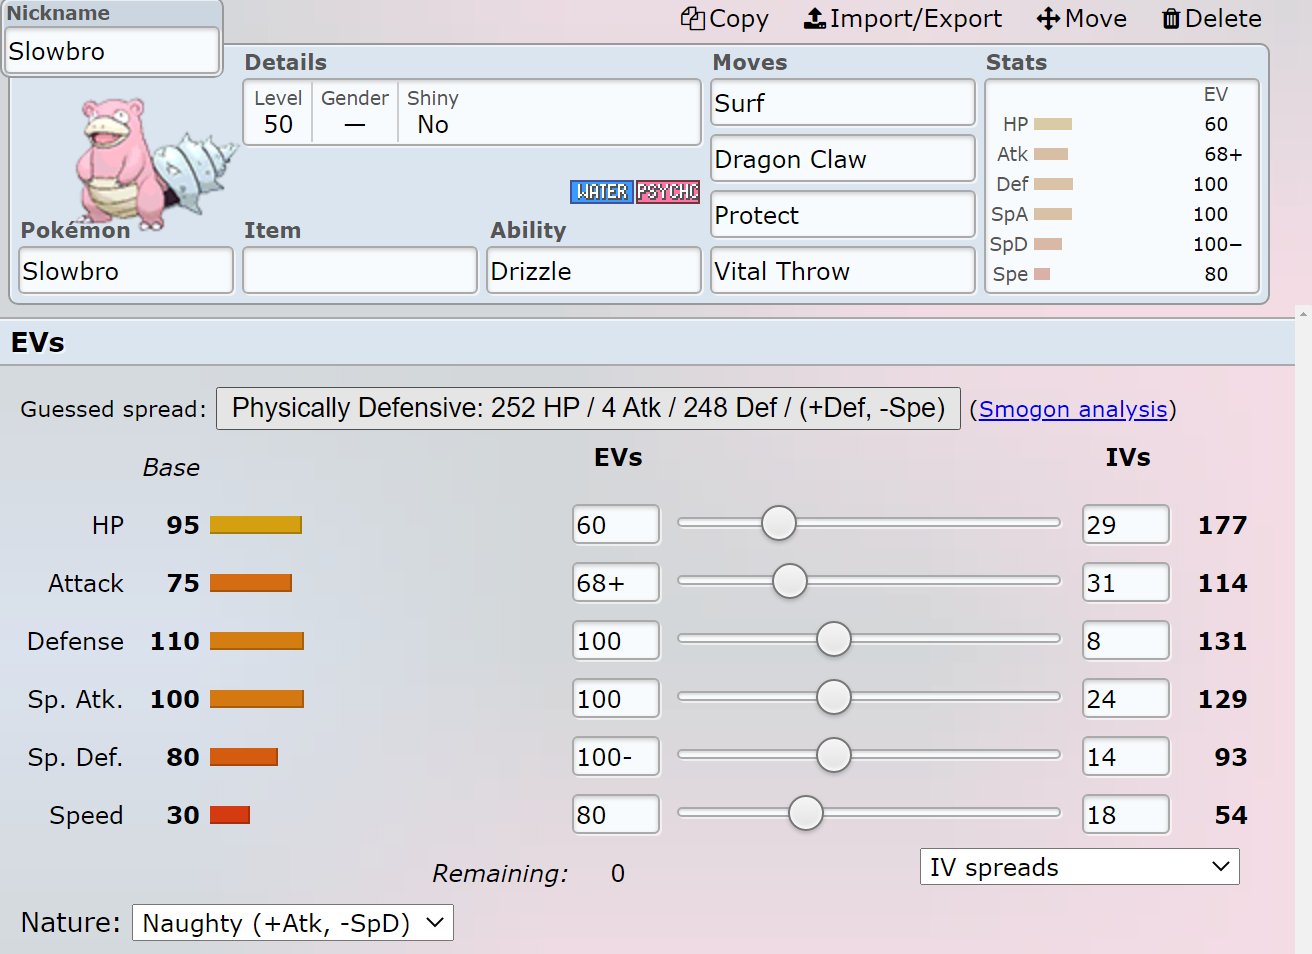 Nickname
Slowbro
Copy Import/Export Move Delete
Details
Level Gender Shiny
50 — No
WATER PSYCHC
Pokémon Item Ability
Slowbro Drizzle
Moves
Surf
Dragon Claw
Protect
Vital Throw
Stats
EV
HP 60
Atk 68+
Def 100
SpA 100
SpD 100−
Spe 80
EVs
Guessed spread: Physically Defensive: 252 HP / 4 Atk / 248 Def / (+Def, -Spe) (Smogon analysis)
Base EVs IVs
HP 95 60 29 177
Attack 75 68+ 31 114
Defense 110 100 8 131
Sp. Atk. 100 100 24 129
Sp. Def. 80 100- 14 93
Speed 30 80 18 54
Remaining: 0 IV spreads
Nature: Naughty (+Atk, -SpD)